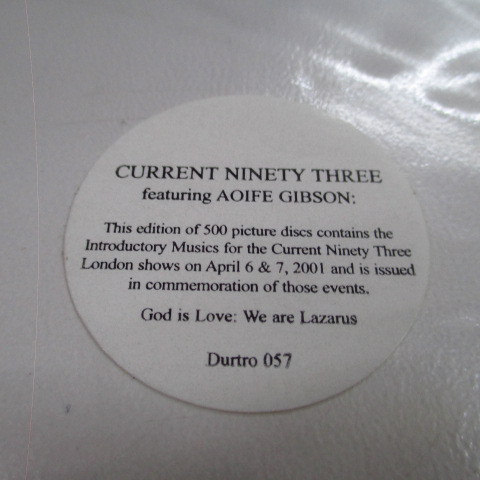 CURRENT NINETY THREE
featuring AOIFE GIBSON:
This edition of 500 picture discs contains the
Introductory Musics for the Current Ninety Three
London shows on April 6 & 7, 2001 and is issued
in commemoration of those events.
God is Love: We are Lazarus
Durtro 057